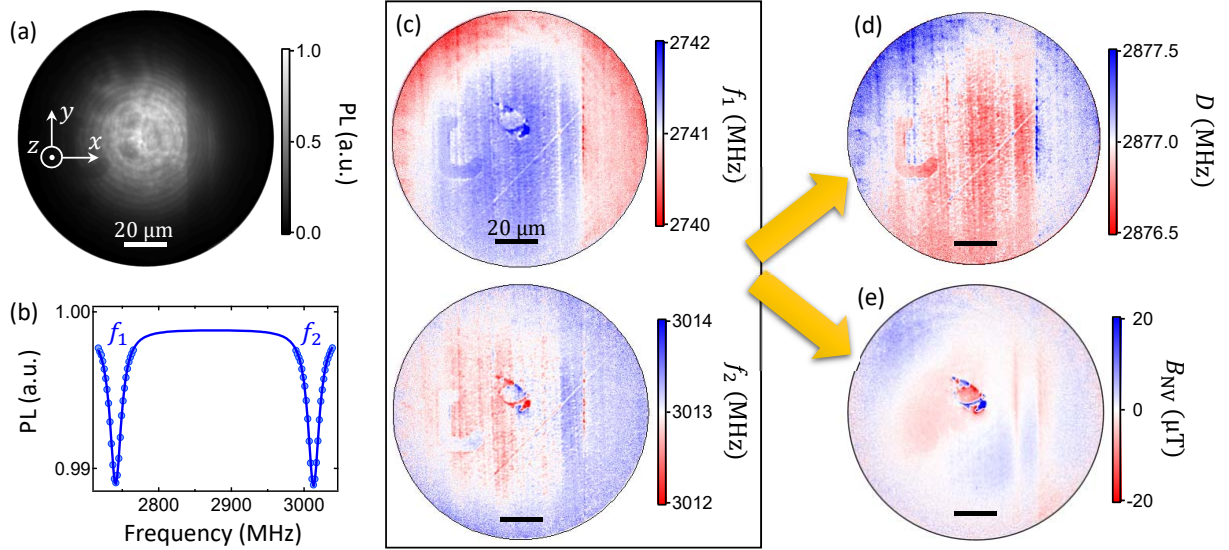 (a)
z
y
x
20 μm
1.0
0.5
0.0
PL (a.u.)
(b)
1.00
0.99
PL (a.u.)
f₁
f₂
2800
2900
3000
Frequency (MHz)
(c)
20 μm
2742
2741
2740
f₁ (MHz)
3014
3013
3012
f₂ (MHz)
(d)
2877.5
2877.0
2876.5
D (MHz)
(e)
20
0
-20
B_NV (μT)